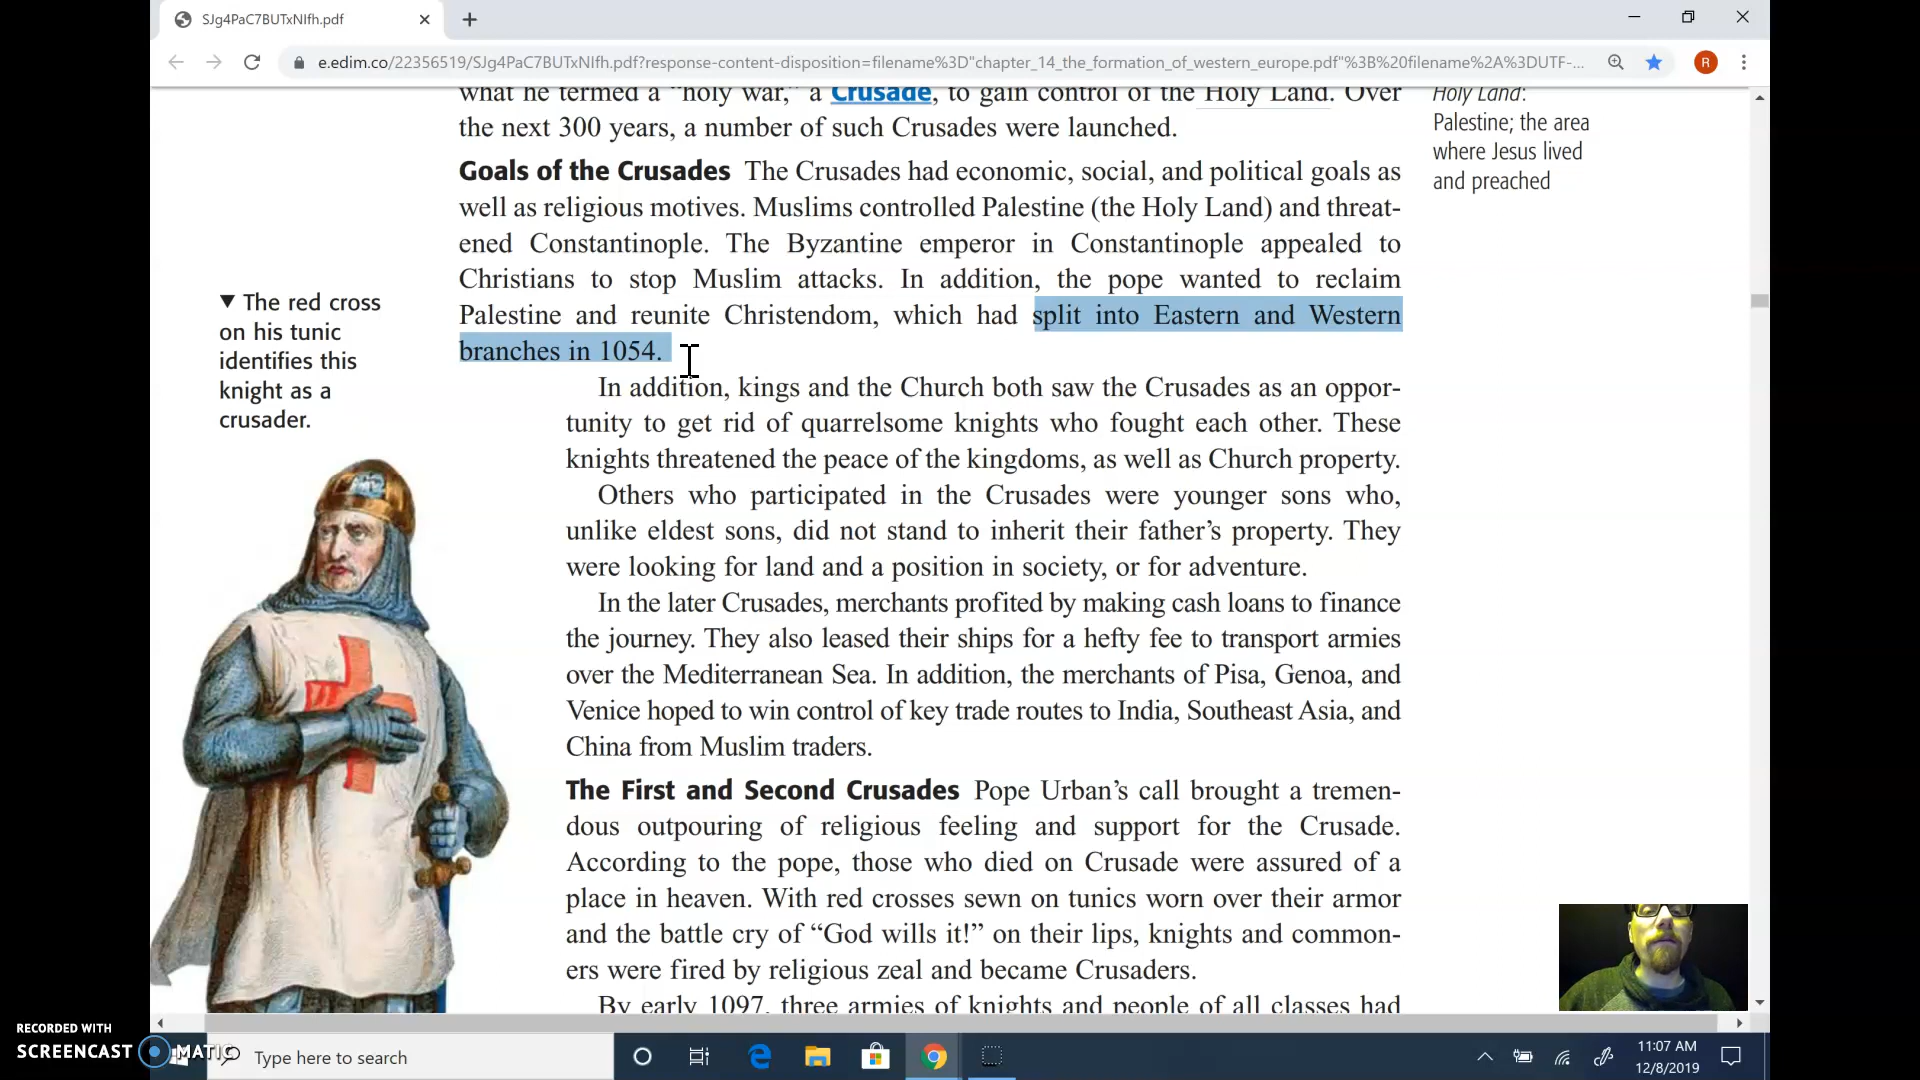 SJg4PaC7BUTxNIfh.pdf
e.edim.co/22356519/SJg4PaC7BUTxNIfh.pdf?response-content-disposition=filename%3D"chapter_14_the_formation_of_western_europe.pdf"%3B%20filename%2A%3DUTF-...
R
what he termed a “holy war,” a Crusade, to gain control of the Holy Land. Over
the next 300 years, a number of such Crusades were launched.
Holy Land:
Palestine; the area
where Jesus lived
and preached
Goals of the Crusades The Crusades had economic, social, and political goals as
well as religious motives. Muslims controlled Palestine (the Holy Land) and threat-
ened Constantinople. The Byzantine emperor in Constantinople appealed to
Christians to stop Muslim attacks. In addition, the pope wanted to reclaim
Palestine and reunite Christendom, which had split into Eastern and Western
branches in 1054.
▼ The red cross
on his tunic
identifies this
knight as a
crusader.
In addition, kings and the Church both saw the Crusades as an oppor-
tunity to get rid of quarrelsome knights who fought each other. These
knights threatened the peace of the kingdoms, as well as Church property.
Others who participated in the Crusades were younger sons who,
unlike eldest sons, did not stand to inherit their father’s property. They
were looking for land and a position in society, or for adventure.
In the later Crusades, merchants profited by making cash loans to finance
the journey. They also leased their ships for a hefty fee to transport armies
over the Mediterranean Sea. In addition, the merchants of Pisa, Genoa, and
Venice hoped to win control of key trade routes to India, Southeast Asia, and
China from Muslim traders.
The First and Second Crusades Pope Urban’s call brought a tremen-
dous outpouring of religious feeling and support for the Crusade.
According to the pope, those who died on Crusade were assured of a
place in heaven. With red crosses sewn on tunics worn over their armor
and the battle cry of “God wills it!” on their lips, knights and common-
ers were fired by religious zeal and became Crusaders.
By early 1097, three armies of knights and people of all classes had
RECORDED WITH
SCREENCAST MATIC
Type here to search
11:07 AM
12/8/2019